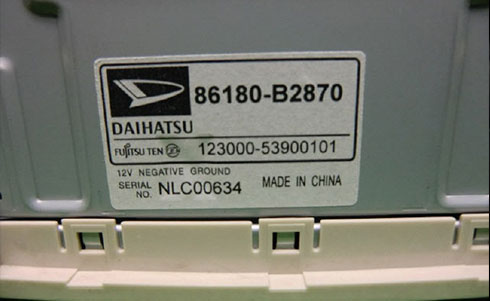 86180-B2870
DAIHATSU
FUJITSU TEN 123000-53900101
12V NEGATIVE GROUND
SERIAL NO. NLC00634 MADE IN CHINA